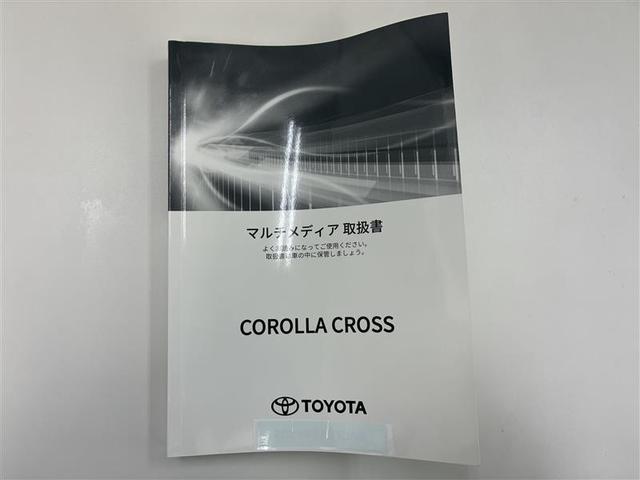 マルチメディア 取扱書
よくお読みになってご使用ください。
取扱書は車の中に保管しましょう。
COROLLA CROSS
TOYOTA